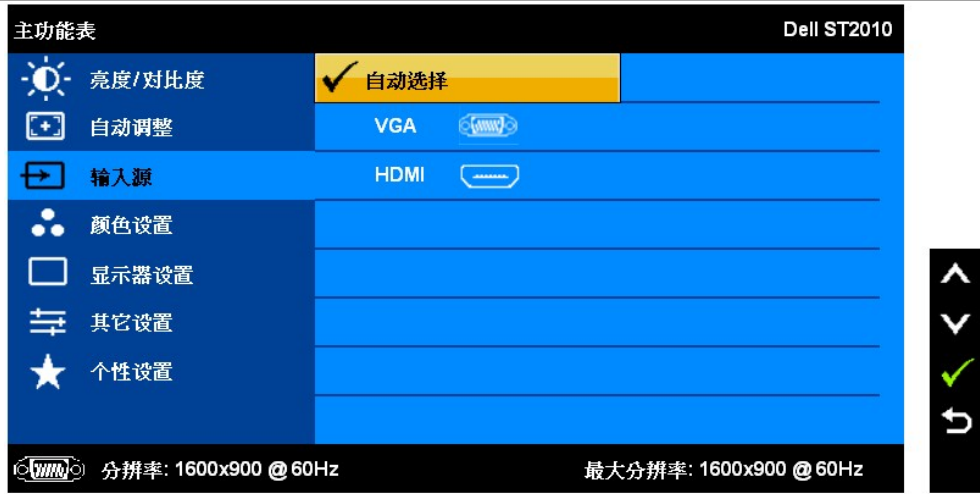 主功能表 Dell ST2010
亮度/对比度
自动选择
自动调整
VGA
输入源
HDMI
颜色设置
显示器设置
其它设置
个性设置
分辨率: 1600x900 @60Hz 最大分辨率: 1600x900 @60Hz